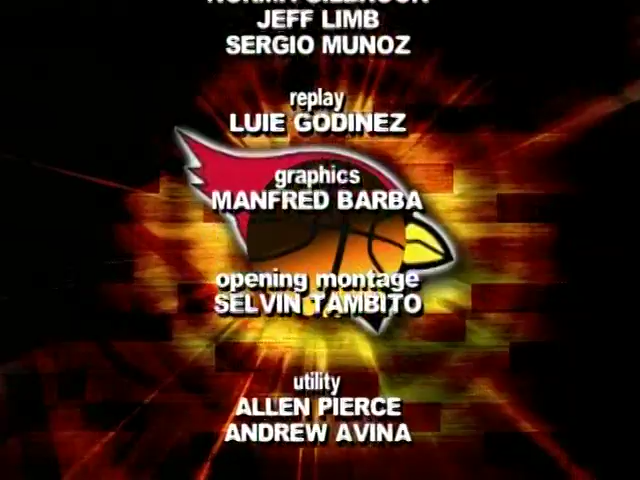 JEFF LIMB
SERGIO MUNOZ
replay
LUIE GODINEZ
graphics
MANFRED BARBA
opening montage
SELVIN TAMBITO
utility
ALLEN PIERCE
ANDREW AVINA